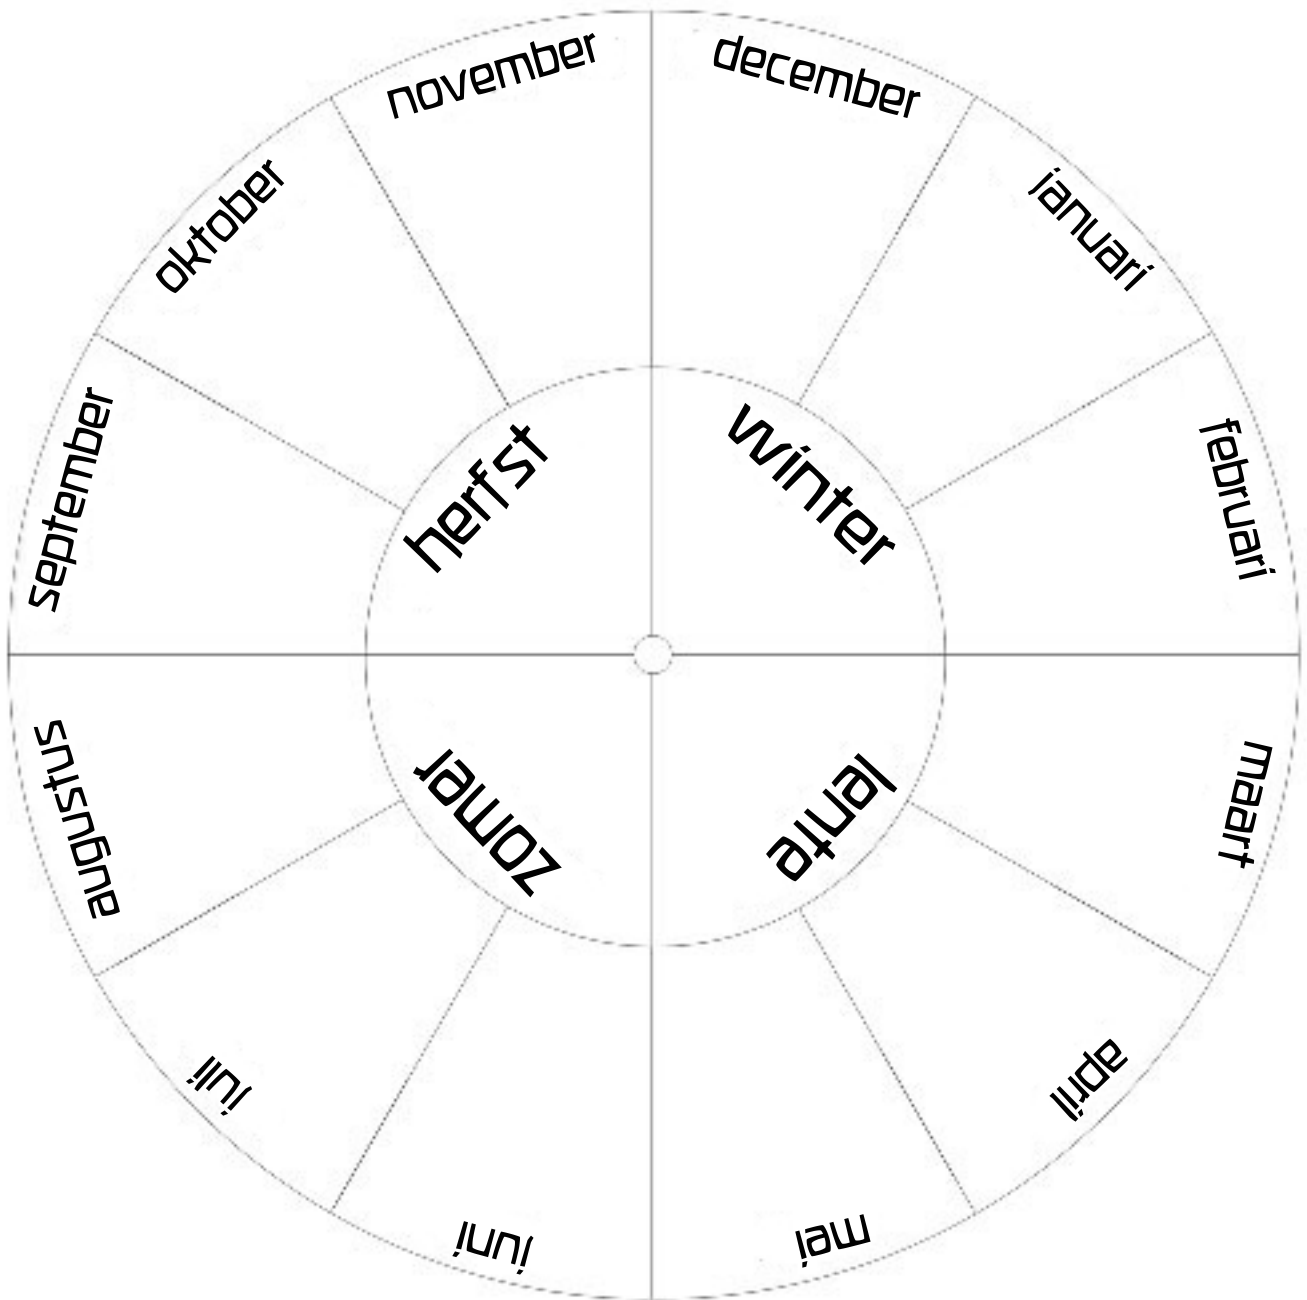 december
januari
februari
maart
april
mei
juni
juli
augustus
september
oktober
november
winter
lente
zomer
herfst